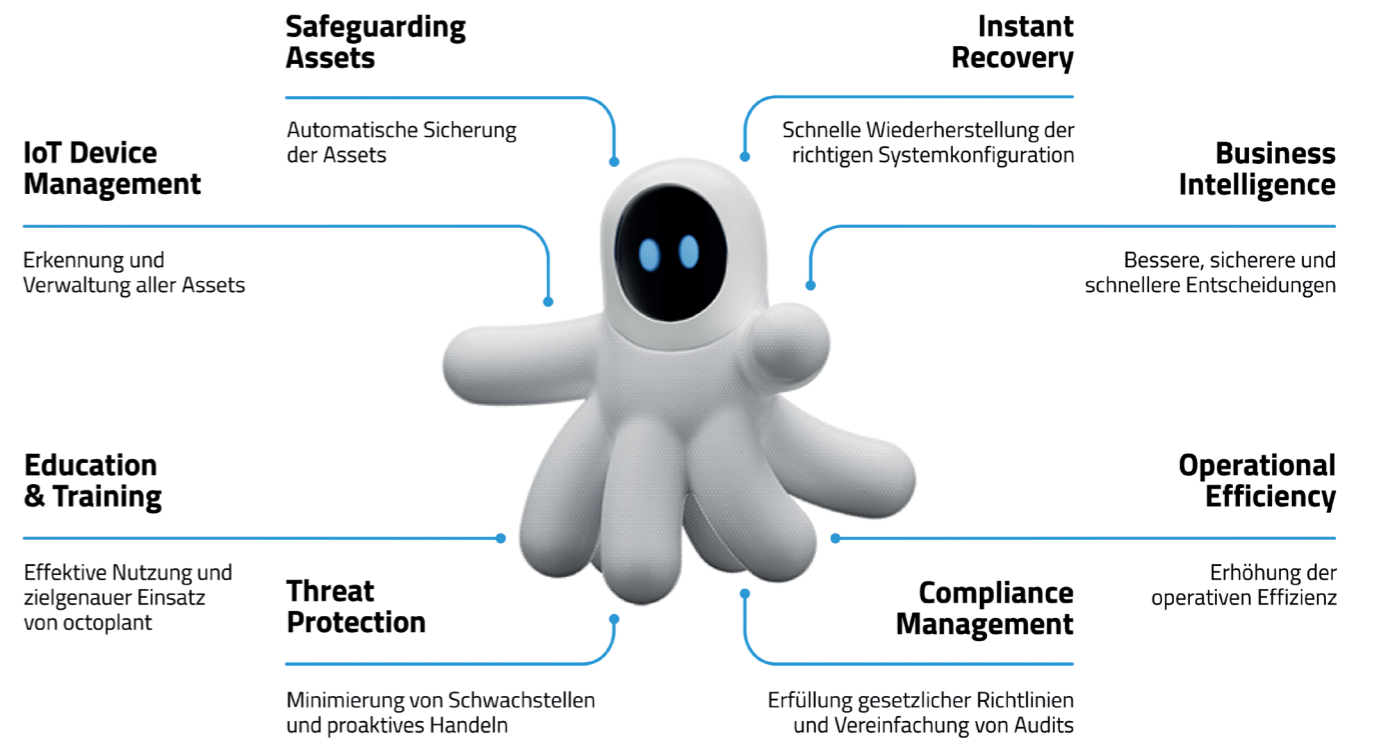 Safeguarding
Assets
Automatische Sicherung
der Assets
Instant
Recovery
Schnelle Wiederherstellung der
richtigen Systemkonfiguration
IoT Device
Management
Erkennung und
Verwaltung aller Assets
Business
Intelligence
Bessere, sicherere und
schnellere Entscheidungen
Education
& Training
Effektive Nutzung und
zielgenauer Einsatz
von octoplant
Operational
Efficiency
Erhöhung der
operativen Effizienz
Threat
Protection
Minimierung von Schwachstellen
und proaktives Handeln
Compliance
Management
Erfüllung gesetzlicher Richtlinien
und Vereinfachung von Audits